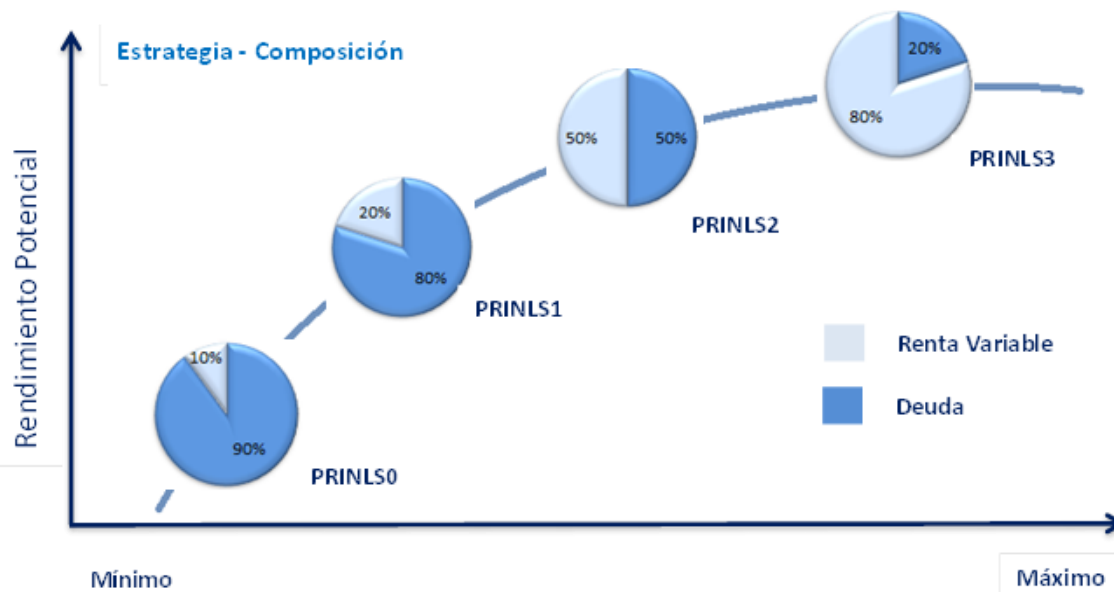 Estrategia - Composición
Rendimiento Potencial
20%
80%
PRINLS3
50%
50%
PRINLS2
20%
80%
PRINLS1
10%
90%
PRINLS0
Renta Variable
Deuda
Mínimo
Máximo